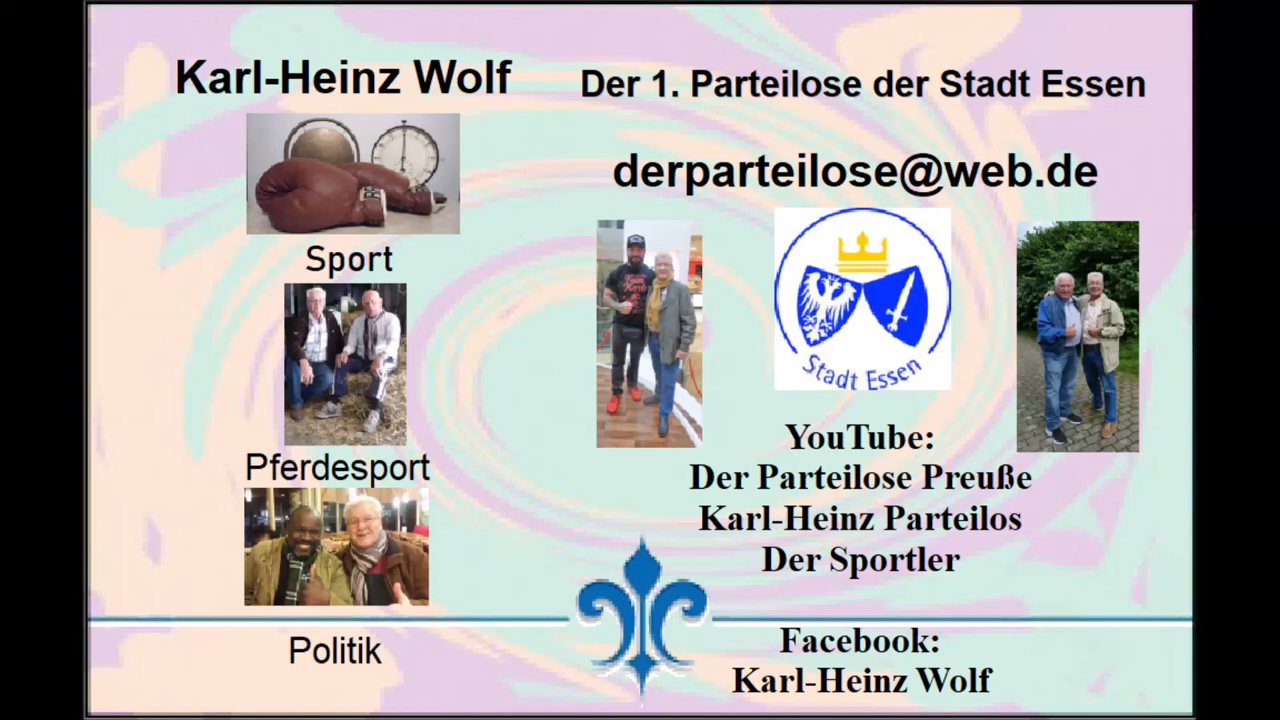 Karl-Heinz Wolf
Der 1. Parteilose der Stadt Essen
derparteilose@web.de
Sport
Pferdesport
Politik
Stadt Essen
YouTube:
Der Parteilose Preuße
Karl-Heinz Parteilos
Der Sportler
Facebook:
Karl-Heinz Wolf